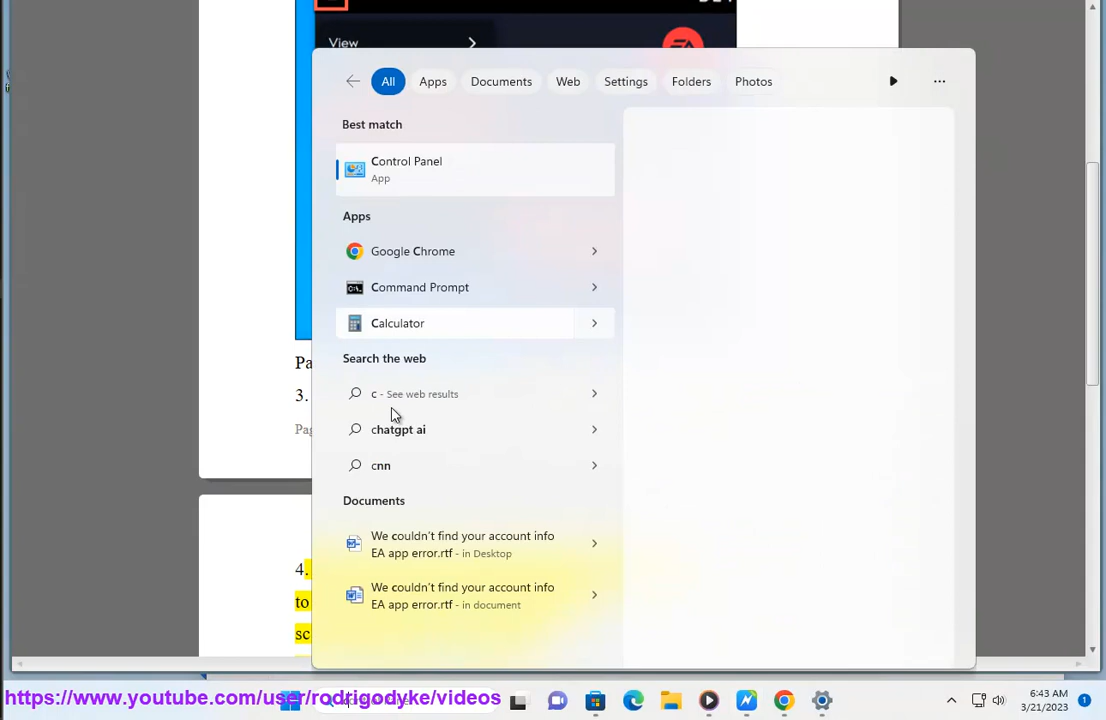 View
EA
All
Apps
Documents
Web
Settings
Folders
Photos
Best match
Control Panel
App
Apps
Google Chrome
Command Prompt
Calculator
Search the web
c - See web results
chatgpt ai
cnn
Documents
We couldn't find your account info
EA app error.rtf - in Desktop
We couldn't find your account info
EA app error.rtf - in document
Pa
3.
Pag
4.
to
sc
https://www.youtube.com/user/rodrigodyke/videos
6:43 AM
3/21/2023
1